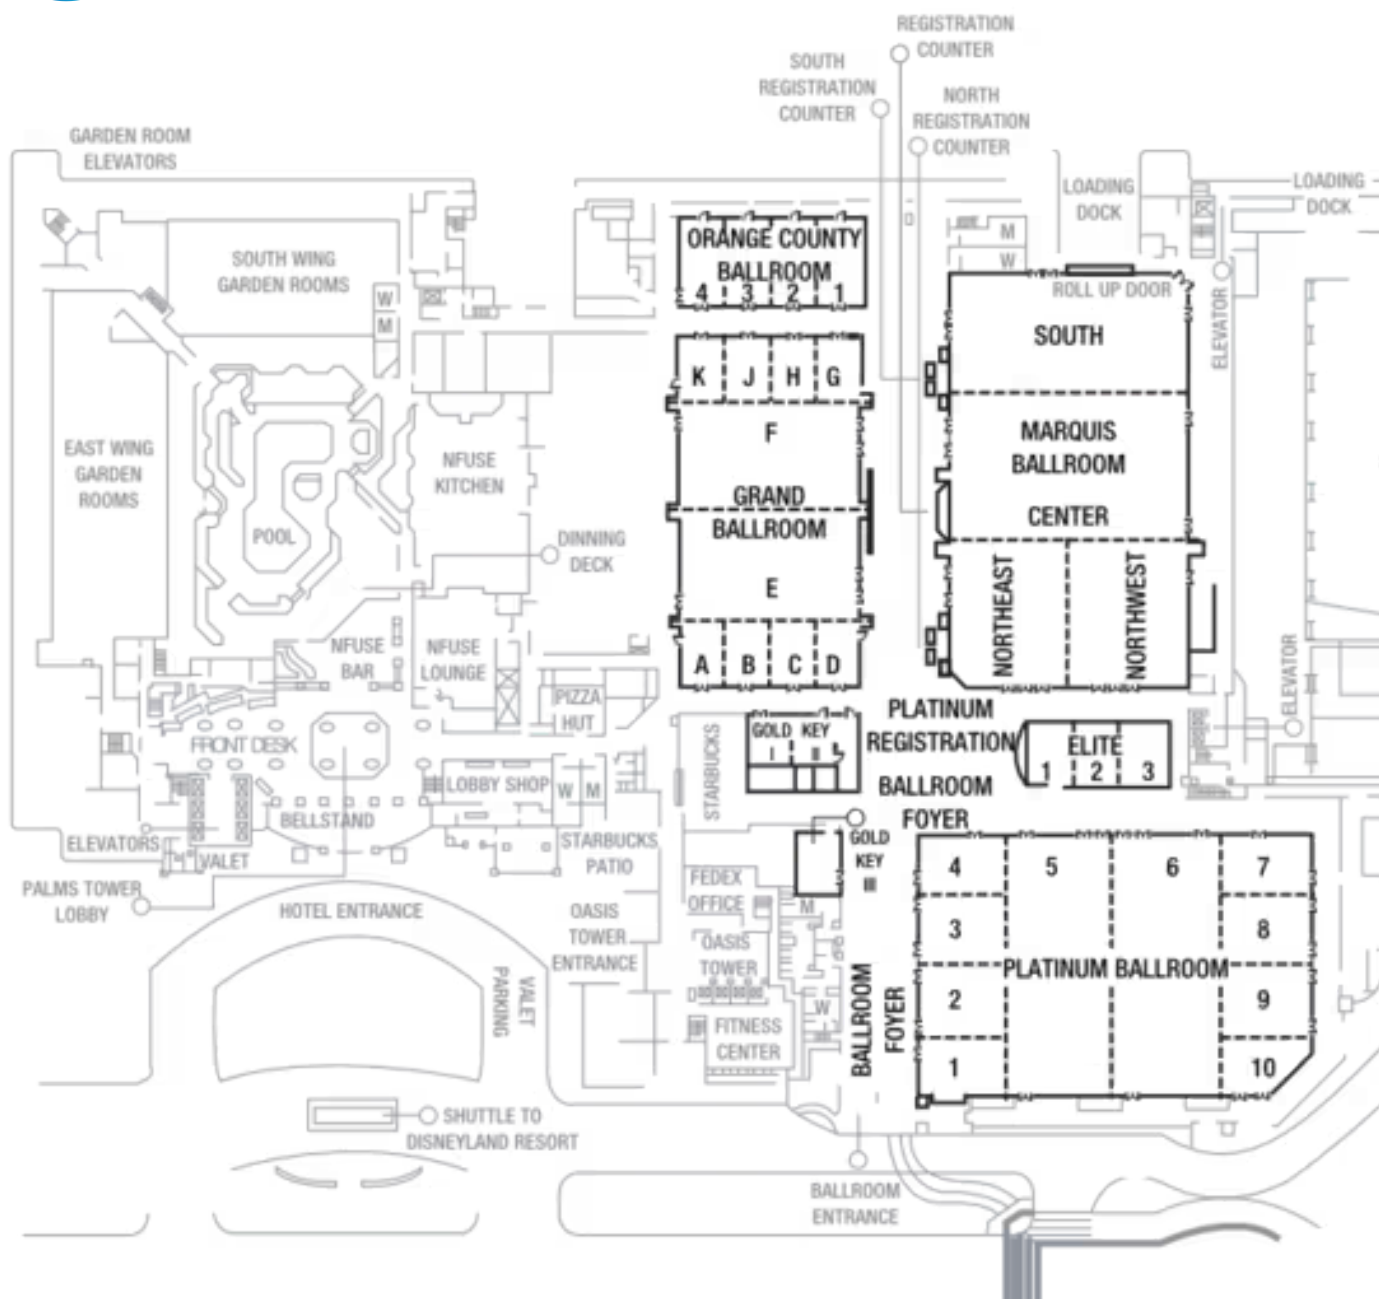 REGISTRATION
COUNTER
SOUTH
REGISTRATION
COUNTER
NORTH
REGISTRATION
COUNTER
GARDEN ROOM
ELEVATORS
LOADING
DOCK
LOADING
DOCK
SOUTH WING
GARDEN ROOMS
W
M
ORANGE COUNTY
BALLROOM
4 3 2 1
M
W
ROLL UP DOOR
ELEVATOR
SOUTH
K J H G
F
GRAND
BALLROOM
E
A B C D
MARQUIS
BALLROOM
CENTER
NORTHEAST
NORTHWEST
EAST WING
GARDEN
ROOMS
POOL
NFUSE
KITCHEN
DINNING
DECK
NFUSE
BAR
NFUSE
LOUNGE
PIZZA
HUT
ELEVATOR
FRONT DESK
LOBBY SHOP
W M
STARBUCKS
GOLD KEY
I II
PLATINUM
REGISTRATION
ELITE
1 2 3
BALLROOM
FOYER
BELLSTAND
ELEVATORS
VALET
STARBUCKS
PATIO
PALMS TOWER
LOBBY
HOTEL ENTRANCE
OASIS
TOWER
ENTRANCE
FEDEX
OFFICE
M
GOLD
KEY
III
OASIS
TOWER
D
W
FITNESS
CENTER
VALET
PARKING
BALLROOM
FOYER
4 5 6 7
3 8
PLATINUM BALLROOM
2 9
1 10
SHUTTLE TO
DISNEYLAND RESORT
BALLROOM
ENTRANCE